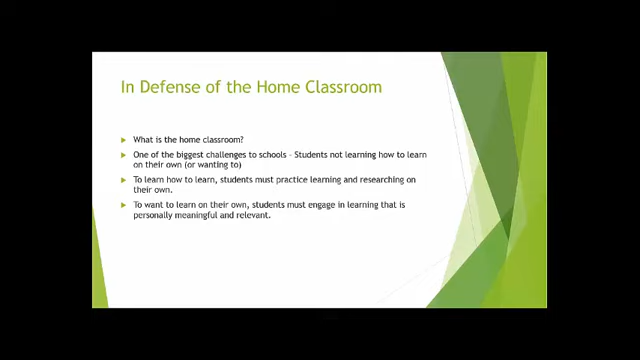 In Defense of the Home Classroom
What is the home classroom?
One of the biggest challenges to schools – Students not learning how to learn
on their own (or wanting to)
To learn how to learn, students must practice learning and researching on
their own.
To want to learn on their own, students must engage in learning that is
personally meaningful and relevant.